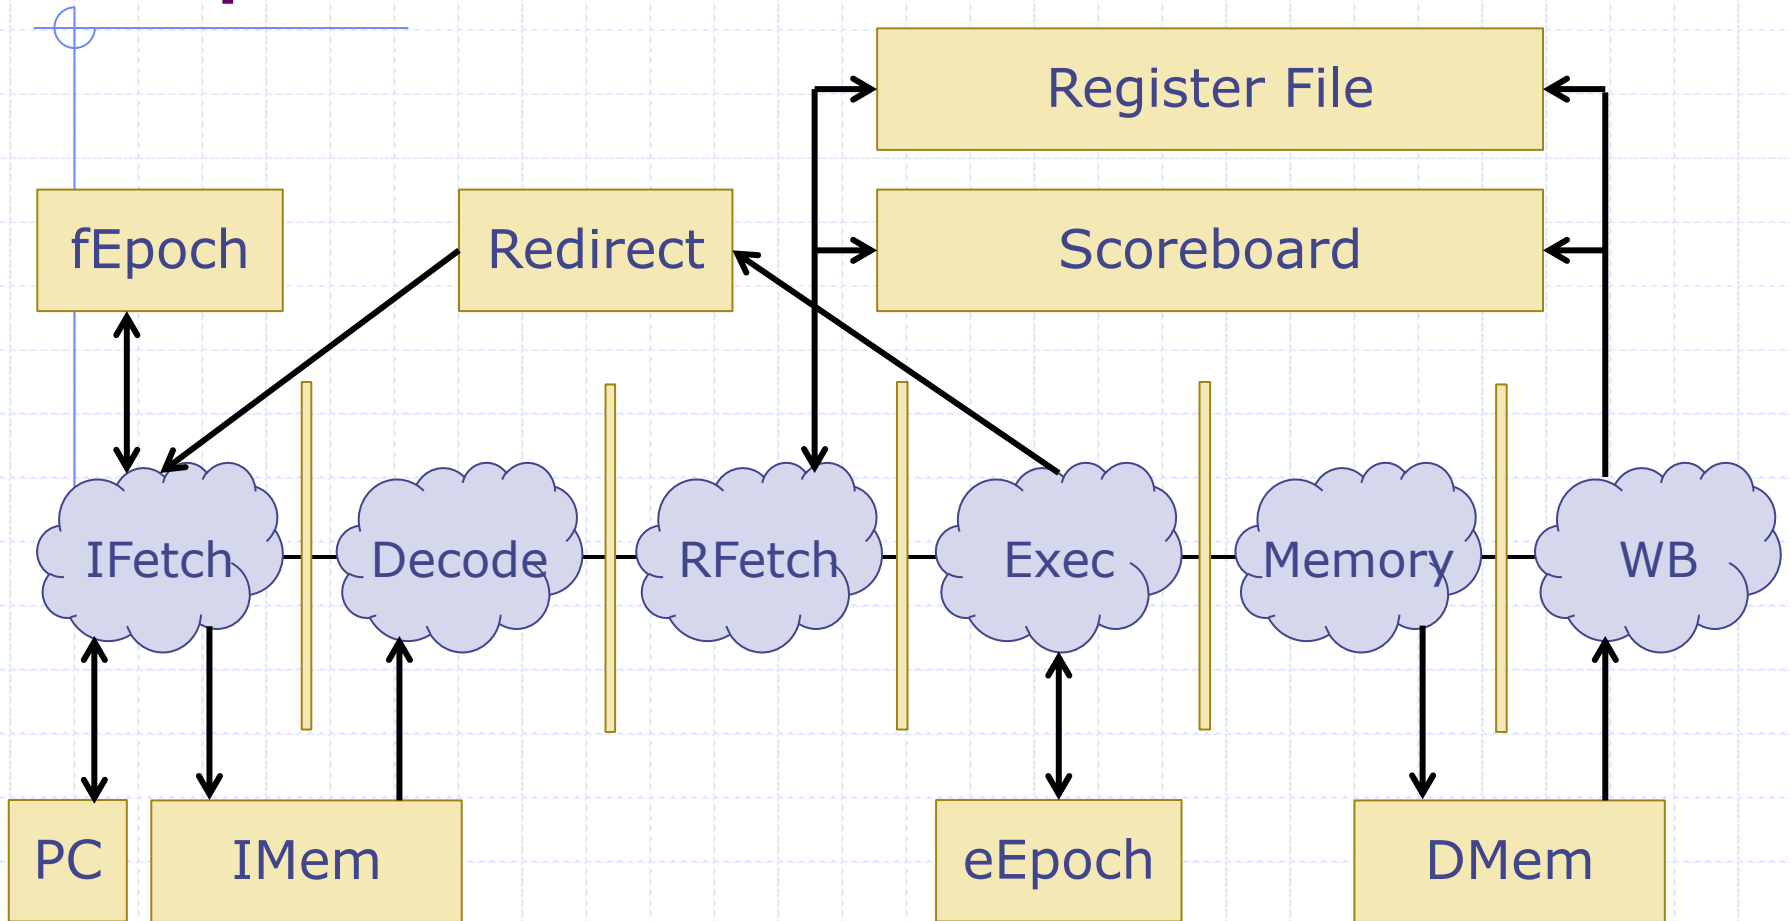 Register File
fEpoch
Redirect
Scoreboard
IFetch
Decode
RFetch
Exec
Memory
WB
PC
IMem
eEpoch
DMem